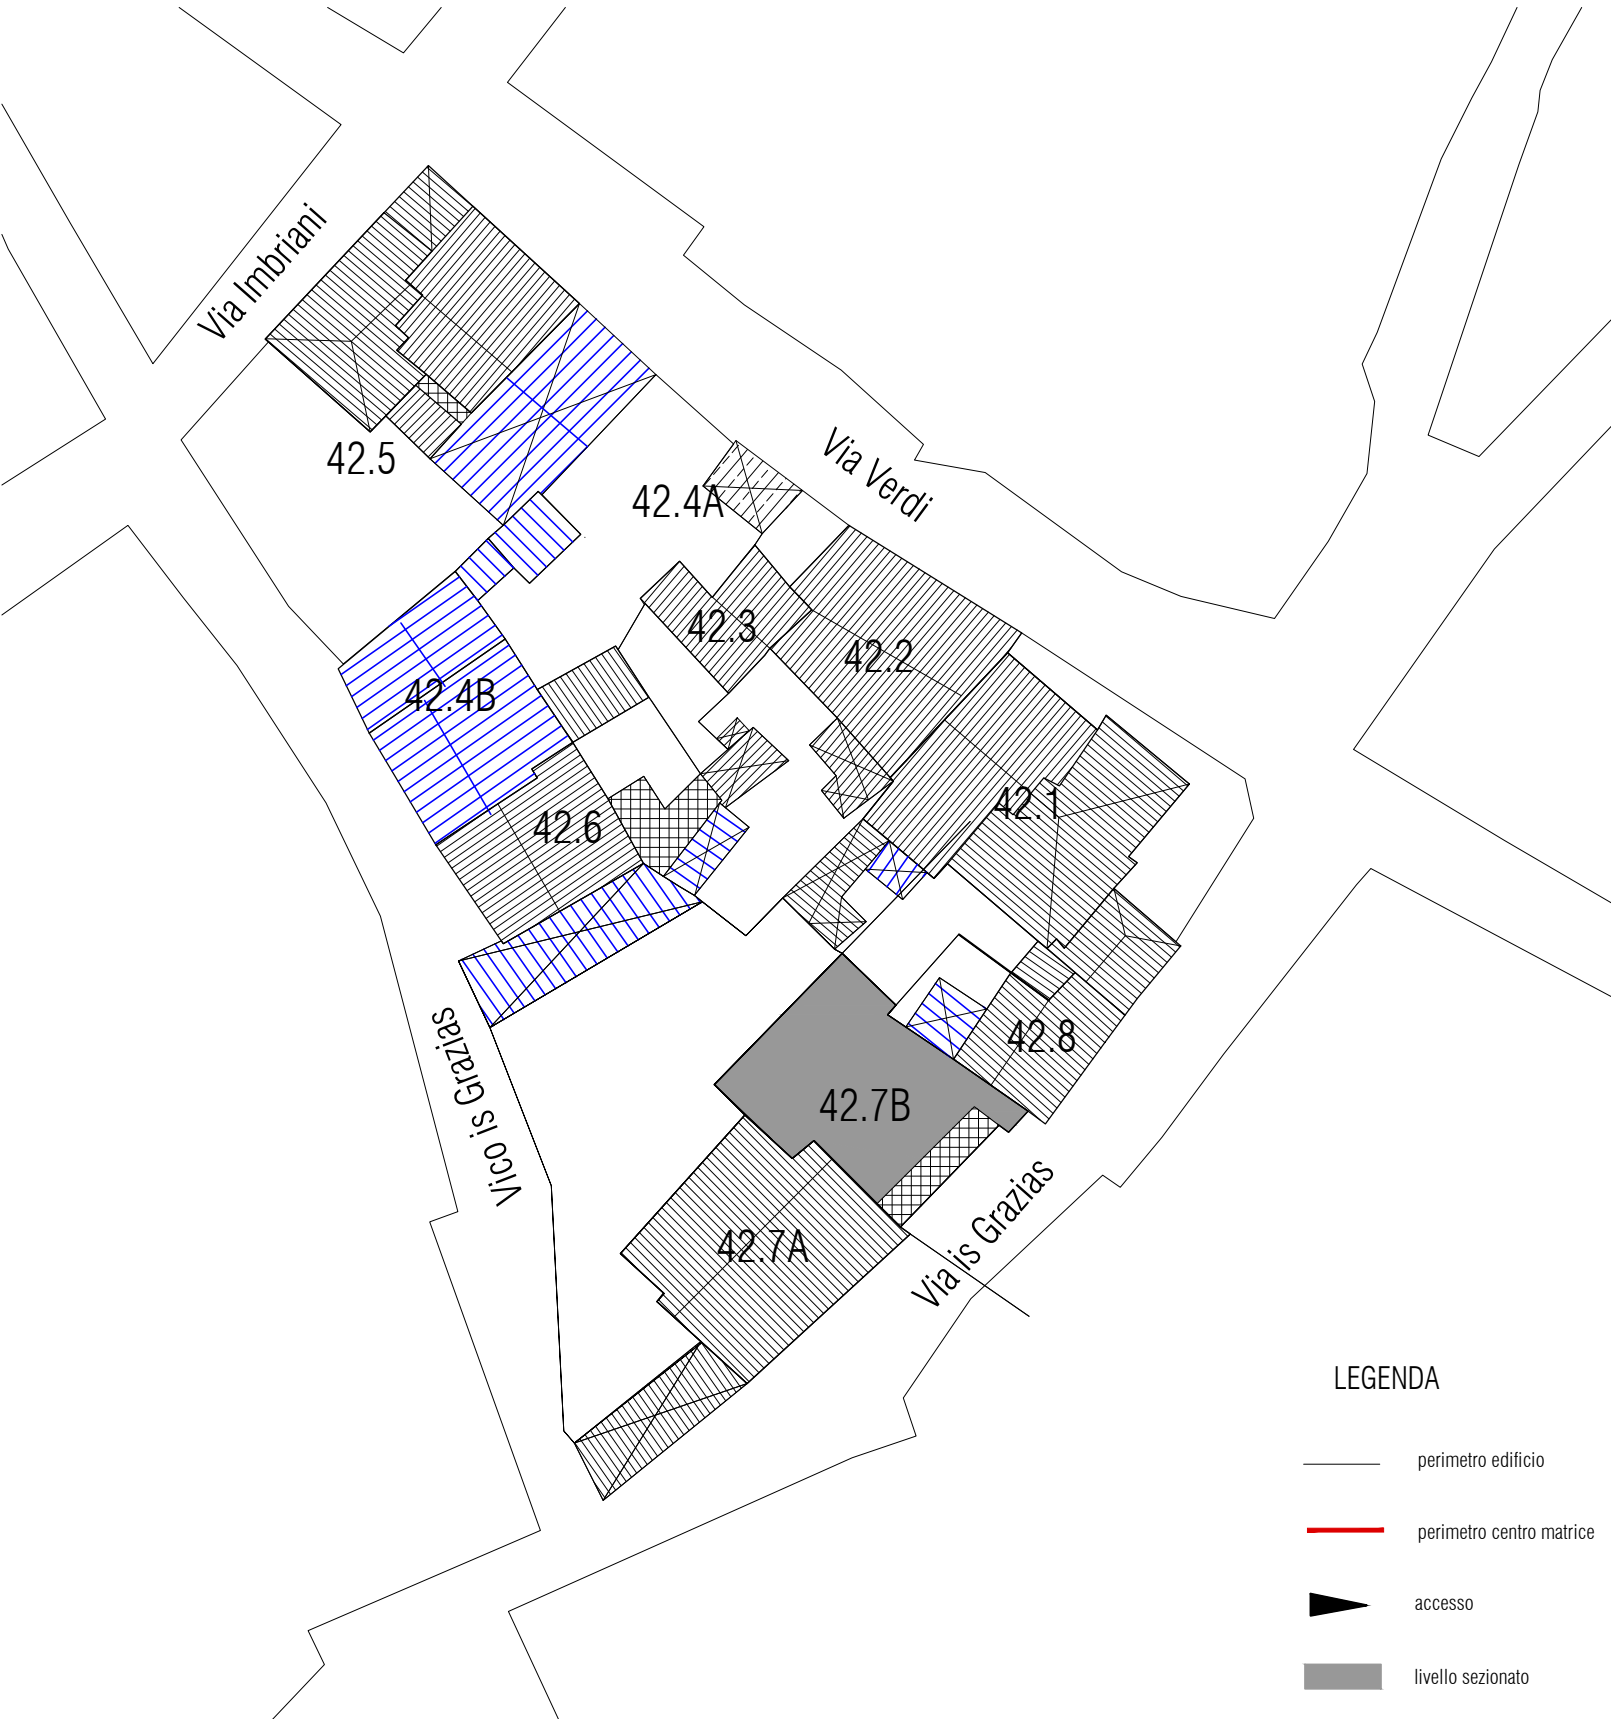 Via Imbriani
42.5
Via Verdi
42.4A
42.3
42.2
42.4B
42.1
42.6
42.8
Vico is Grazias
42.7B
42.7A
Via is Grazias
LEGENDA
perimetro edificio
perimetro centro matrice
accesso
livello sezionato